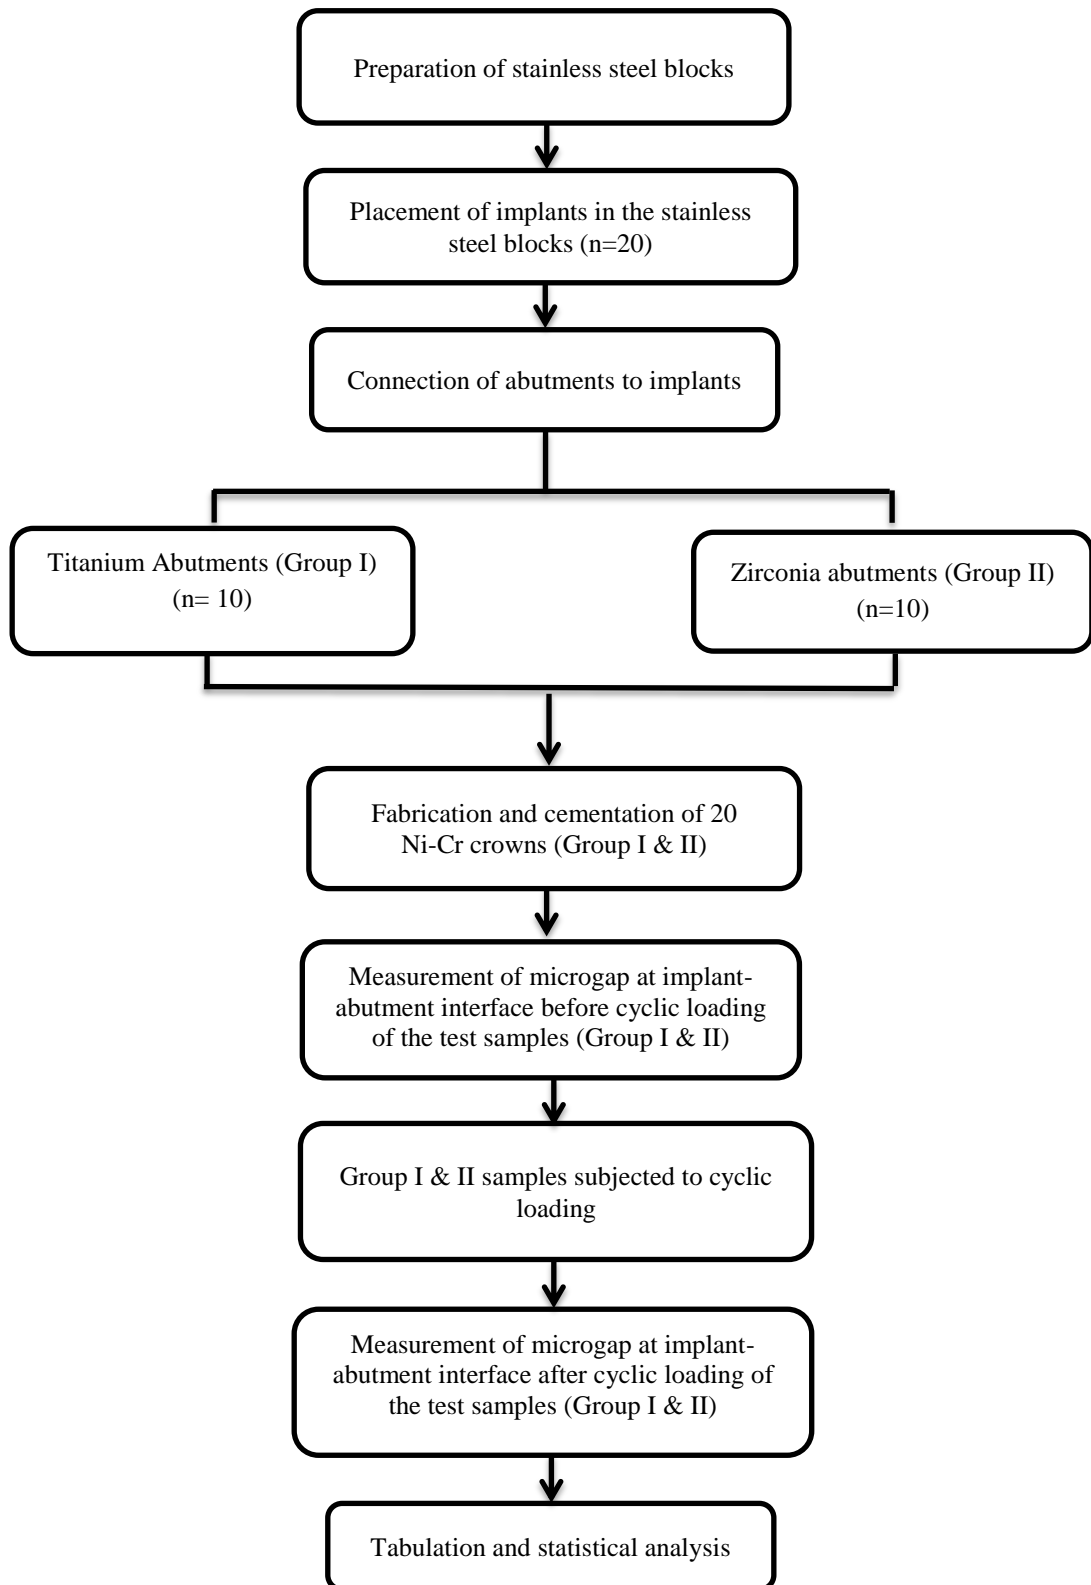 Preparation of stainless steel blocks
Placement of implants in the stainless
steel blocks (n=20)
Connection of abutments to implants
Titanium Abutments (Group I)
(n= 10)
Zirconia abutments (Group II)
(n=10)
Fabrication and cementation of 20
Ni-Cr crowns (Group I & II)
Measurement of microgap at implant-
abutment interface before cyclic loading
of the test samples (Group I & II)
Group I & II samples subjected to cyclic
loading
Measurement of microgap at implant-
abutment interface after cyclic loading of
the test samples (Group I & II)
Tabulation and statistical analysis